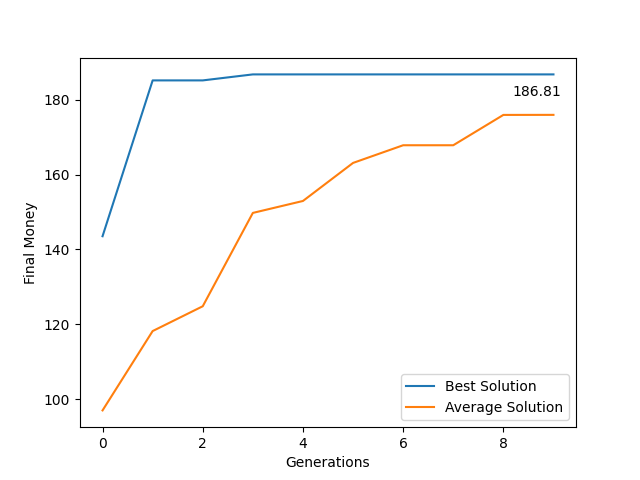 180
160
140
120
100
Final Money
186.81
Best Solution
Average Solution
0 2 4 6 8
Generations